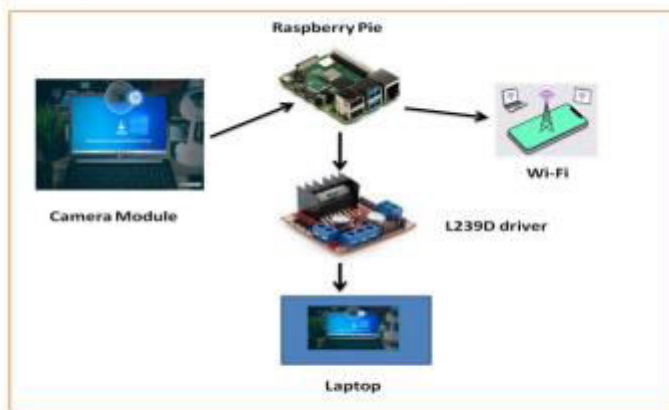 Raspberry Pie
Wi-Fi
Camera Module
L239D driver
Laptop